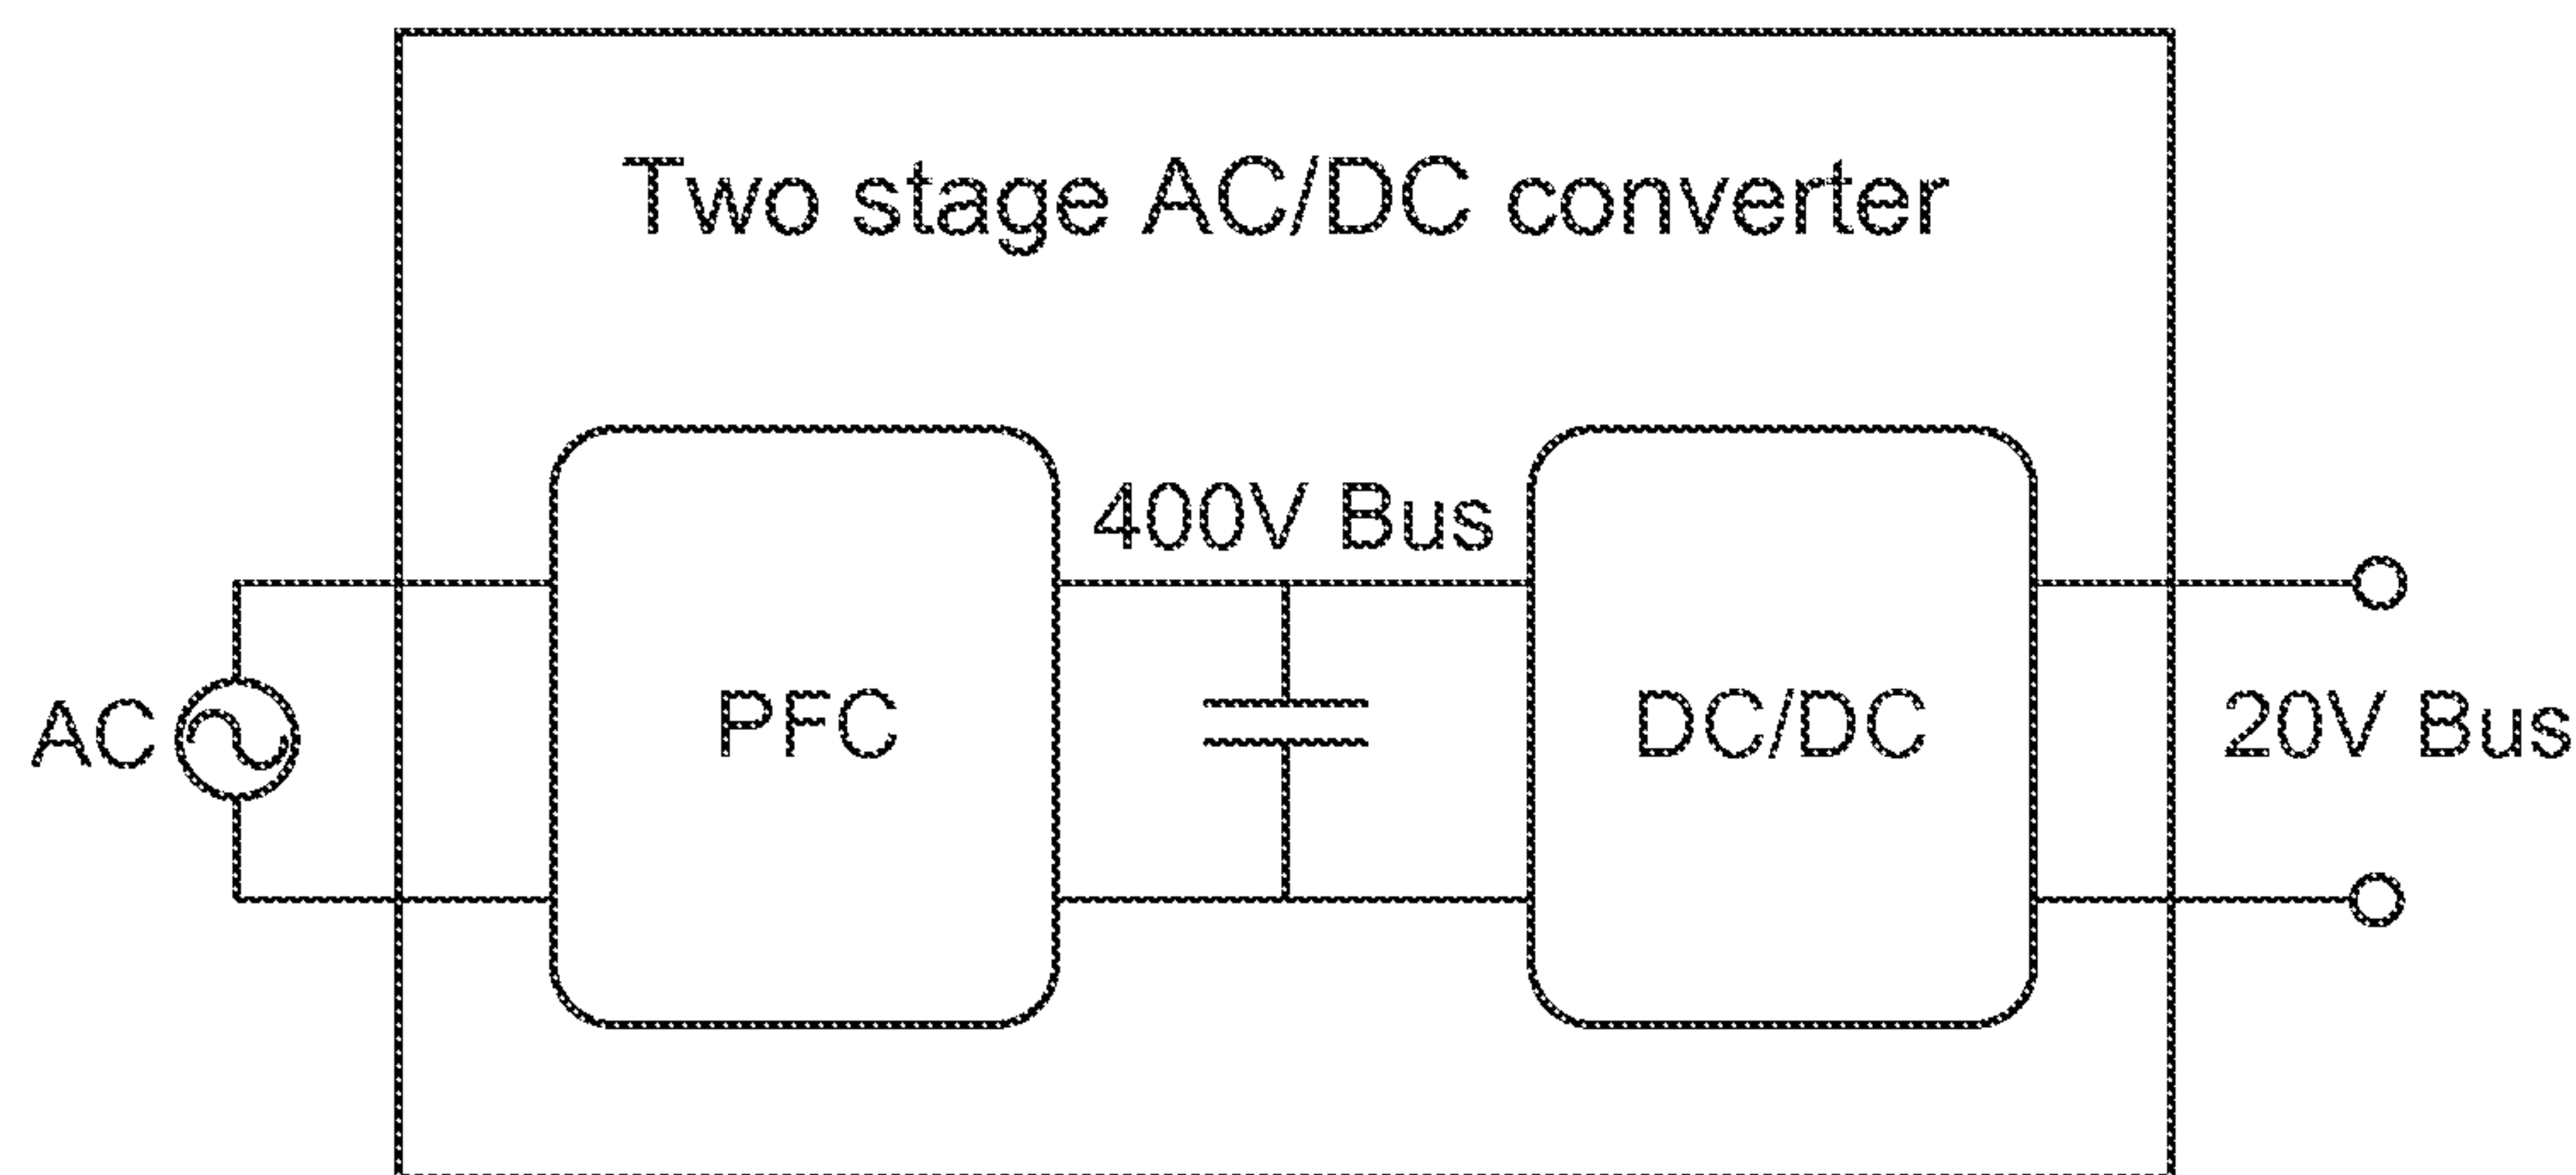 Two stage AC/DC converter
400V Bus
AC
PFC
DC/DC
20V Bus